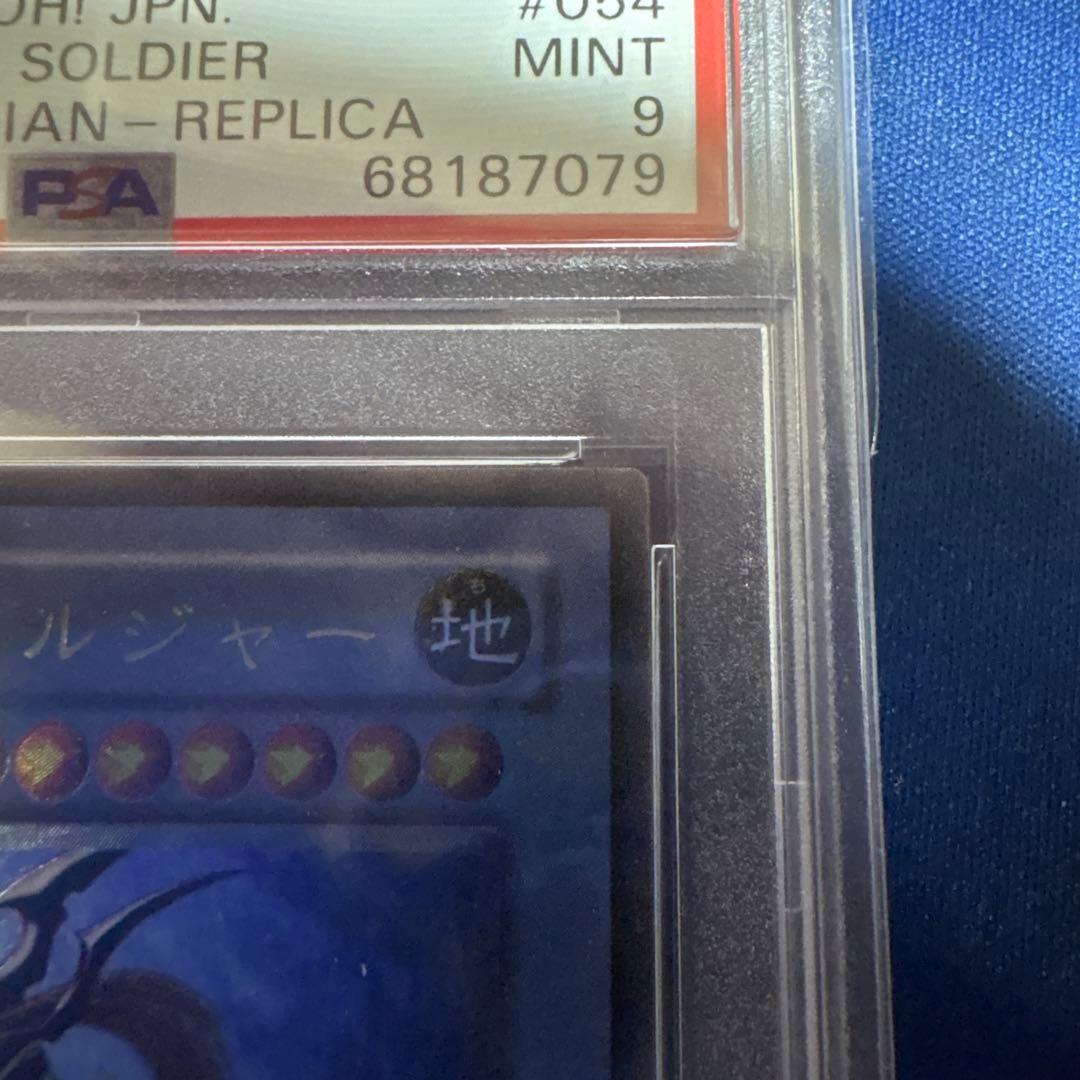 OH! JPN. #054
SOLDIER MINT
IAN - REPLICA 9
PSA 68187079
ルジャー 地